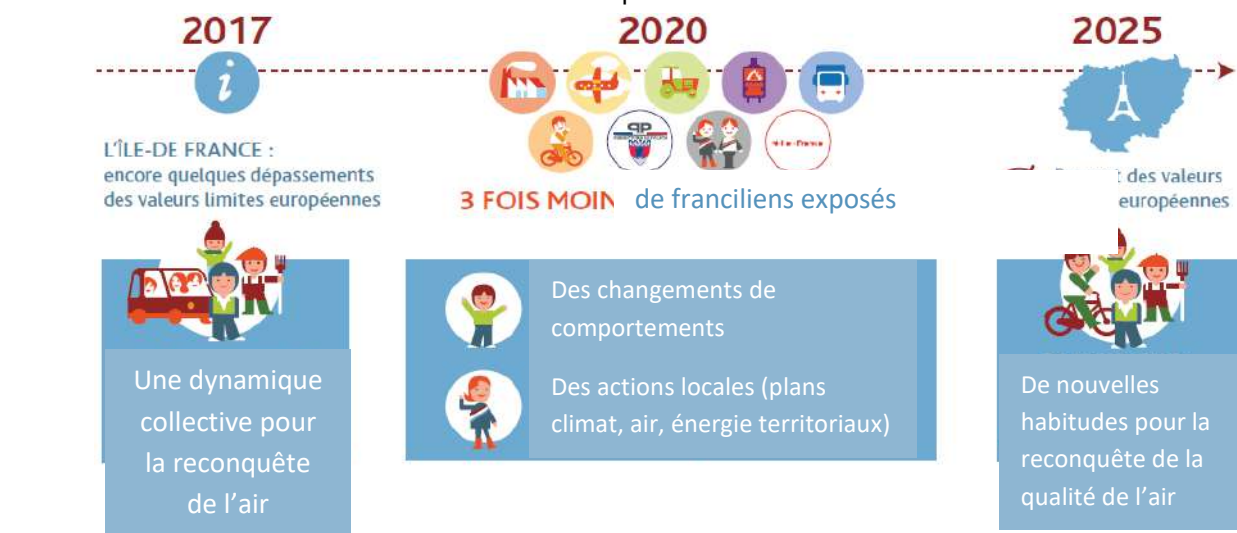 2017
2020
2025
i
L'ÎLE-DE FRANCE :
encore quelques dépassements
des valeurs limites européennes
3 FOIS MOIN de franciliens exposés
des valeurs
européennes
Une dynamique
collective pour
la reconquête
de l'air
Des changements de
comportements
Des actions locales (plans
climat, air, énergie territoriaux)
De nouvelles
habitudes pour la
reconquête de la
qualité de l'air